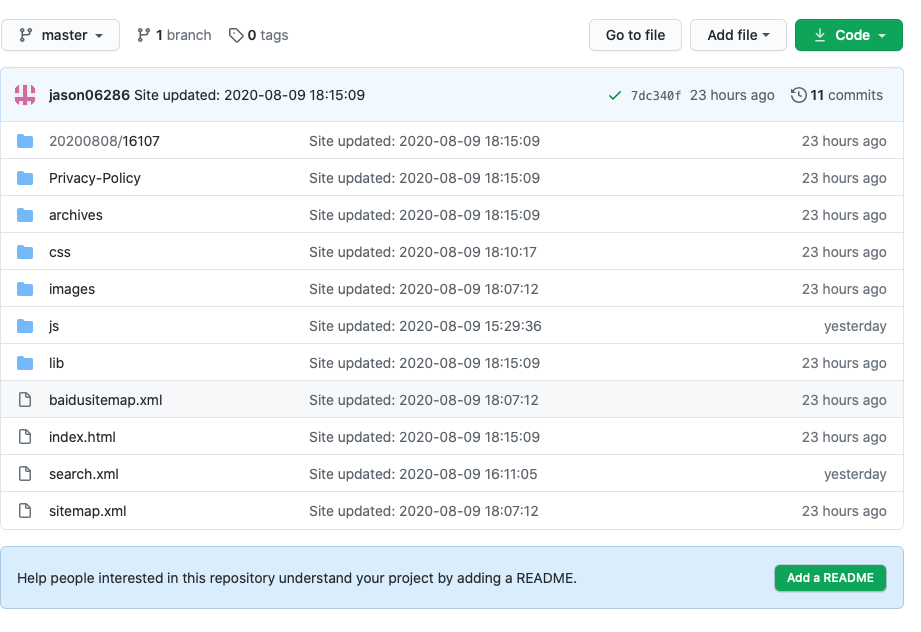 master 1 branch 0 tags Go to file Add file Code
jason06286 Site updated: 2020-08-09 18:15:09 7dc340f 23 hours ago 11 commits
20200808/16107 Site updated: 2020-08-09 18:15:09 23 hours ago
Privacy-Policy Site updated: 2020-08-09 18:15:09 23 hours ago
archives Site updated: 2020-08-09 18:15:09 23 hours ago
css Site updated: 2020-08-09 18:10:17 23 hours ago
images Site updated: 2020-08-09 18:07:12 23 hours ago
js Site updated: 2020-08-09 15:29:36 yesterday
lib Site updated: 2020-08-09 18:15:09 23 hours ago
baidusitemap.xml Site updated: 2020-08-09 18:07:12 23 hours ago
index.html Site updated: 2020-08-09 18:15:09 23 hours ago
search.xml Site updated: 2020-08-09 16:11:05 yesterday
sitemap.xml Site updated: 2020-08-09 18:07:12 23 hours ago
Help people interested in this repository understand your project by adding a README. Add a README